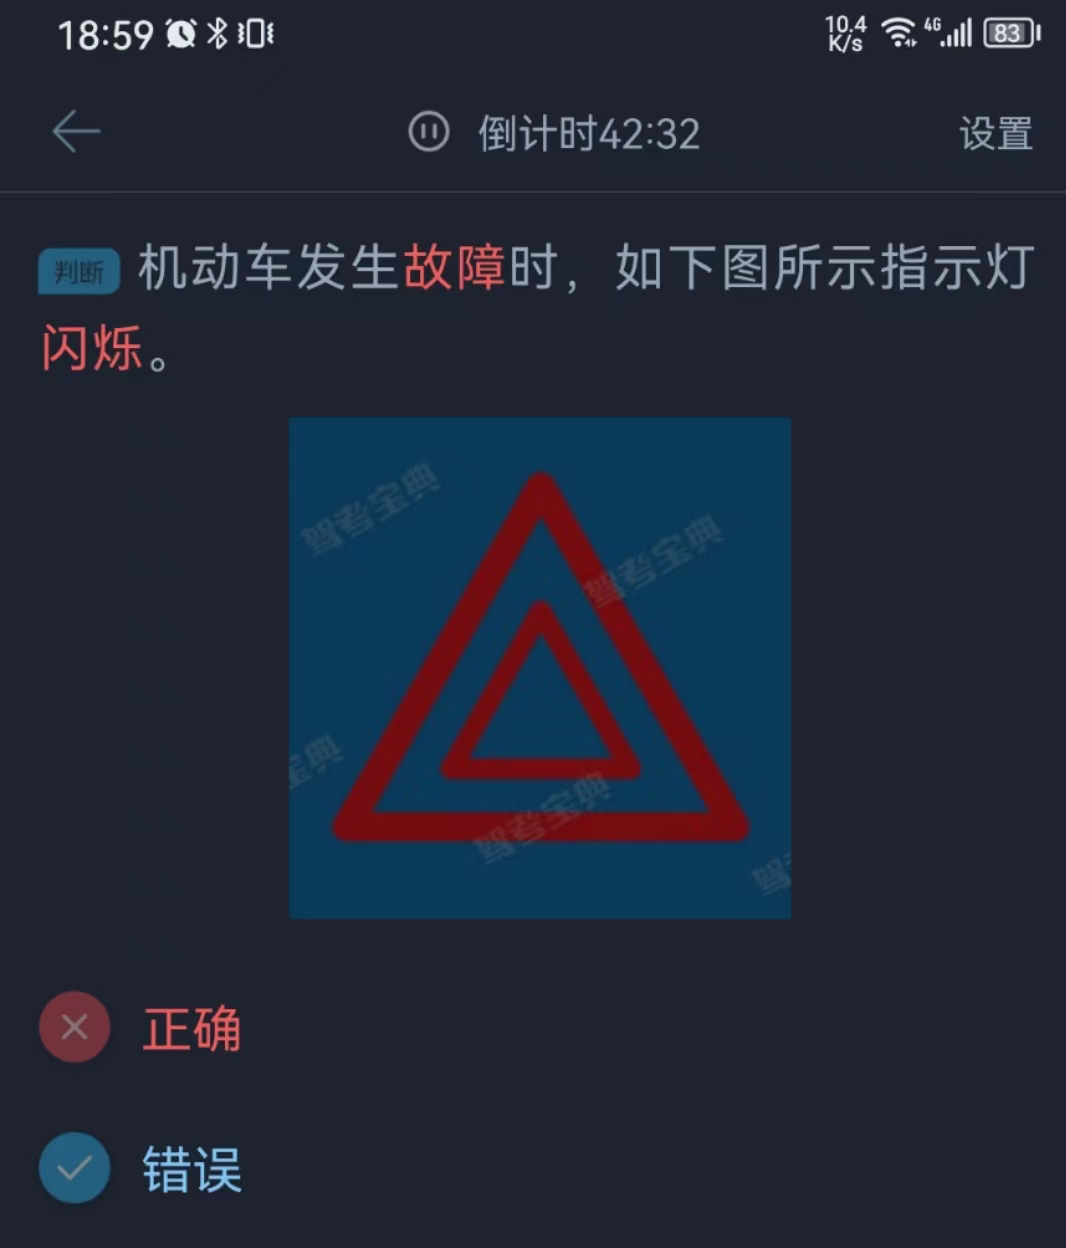 18:59
10.4 K/s 4G 83
倒计时42:32 设置
判断 机动车发生故障时，如下图所示指示灯
闪烁。
驾考宝典
驾考宝典
宝典
驾考宝典
驾考
正确
错误